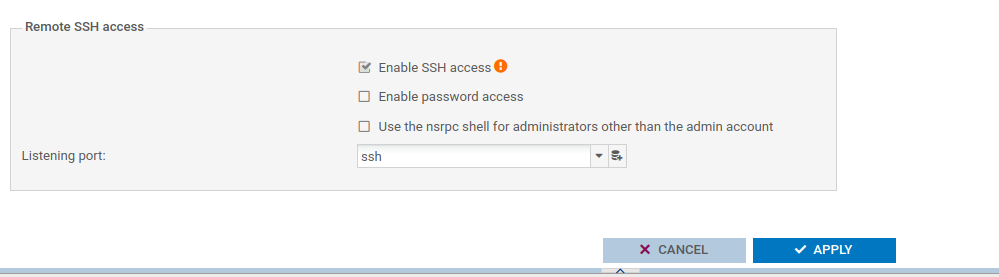 Remote SSH access
Enable SSH access
Enable password access
Use the nsrpc shell for administrators other than the admin account
Listening port: ssh
CANCEL APPLY